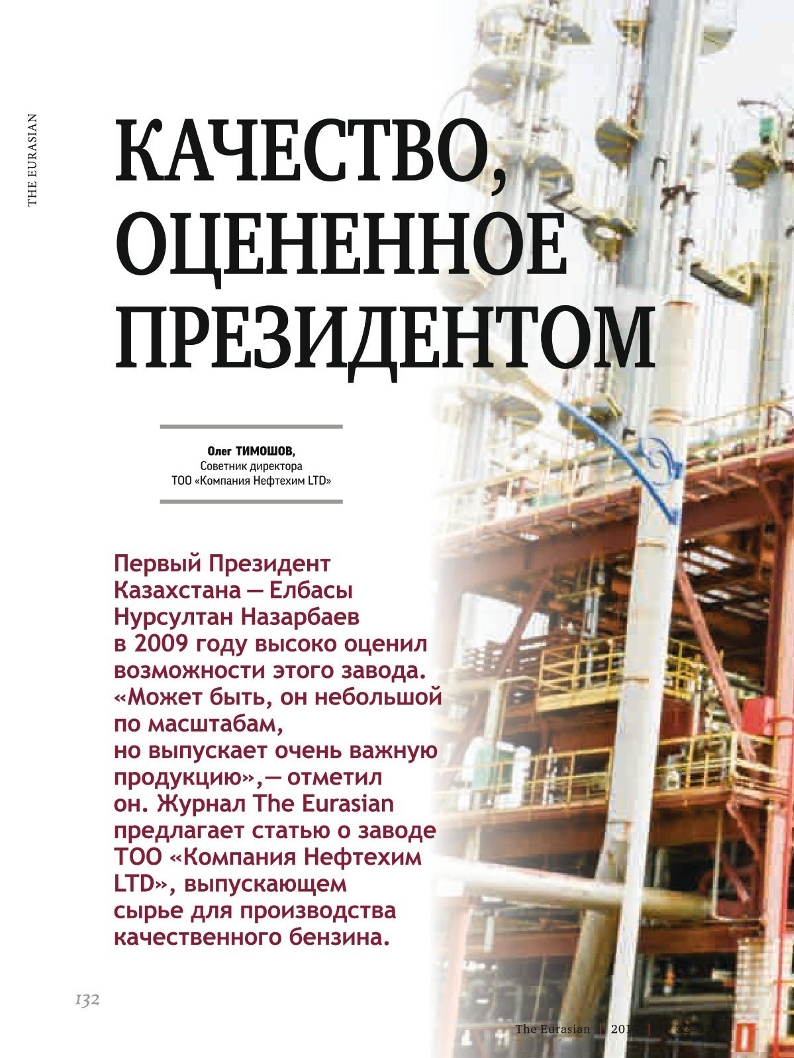 THE EURASIAN
КАЧЕСТВО,
ОЦЕНЕННОЕ
ПРЕЗИДЕНТОМ
Олег ТИМОШОВ,
Советник директора
ТОО «Компания Нефтехим LTD»
Первый Президент
Казахстана — Елбасы
Нурсултан Назарбаев
в 2009 году высоко оценил
возможности этого завода.
«Может быть, он небольшой
по масштабам,
но выпускает очень важную
продукцию»,— отметил
он. Журнал The Eurasian
предлагает статью о заводе
ТОО «Компания Нефтехим
LTD», выпускающем
сырье для производства
качественного бензина.
132
The Eurasian